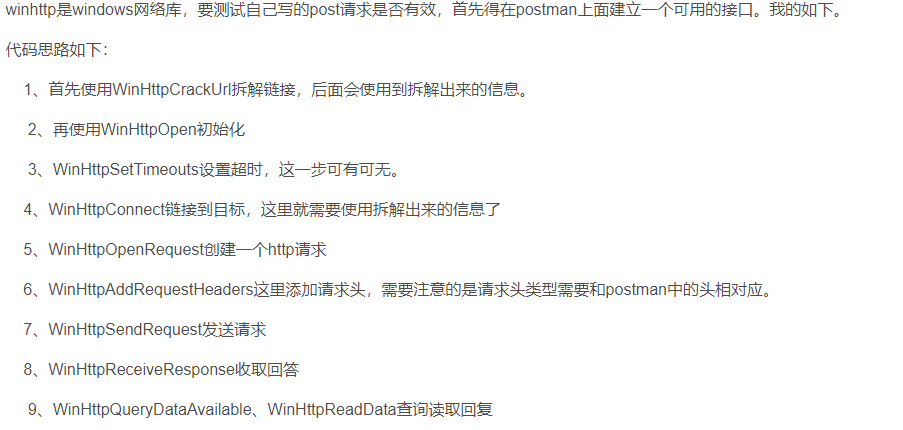 winhttp是windows网络库，要测试自己写的post请求是否有效，首先得在postman上面建立一个可用的接口。我的如下。
代码思路如下：
1、首先使用WinHttpCrackUrl拆解链接，后面会使用到拆解出来的信息。
2、再使用WinHttpOpen初始化
3、WinHttpSetTimeouts设置超时，这一步可有可无。
4、WinHttpConnect链接到目标，这里就需要使用拆解出来的信息了
5、WinHttpOpenRequest创建一个http请求
6、WinHttpAddRequestHeaders这里添加请求头，需要注意的是请求头类型需要和postman中的头相对应。
7、WinHttpSendRequest发送请求
8、WinHttpReceiveResponse收取回答
9、WinHttpQueryDataAvailable、WinHttpReadData查询读取回复